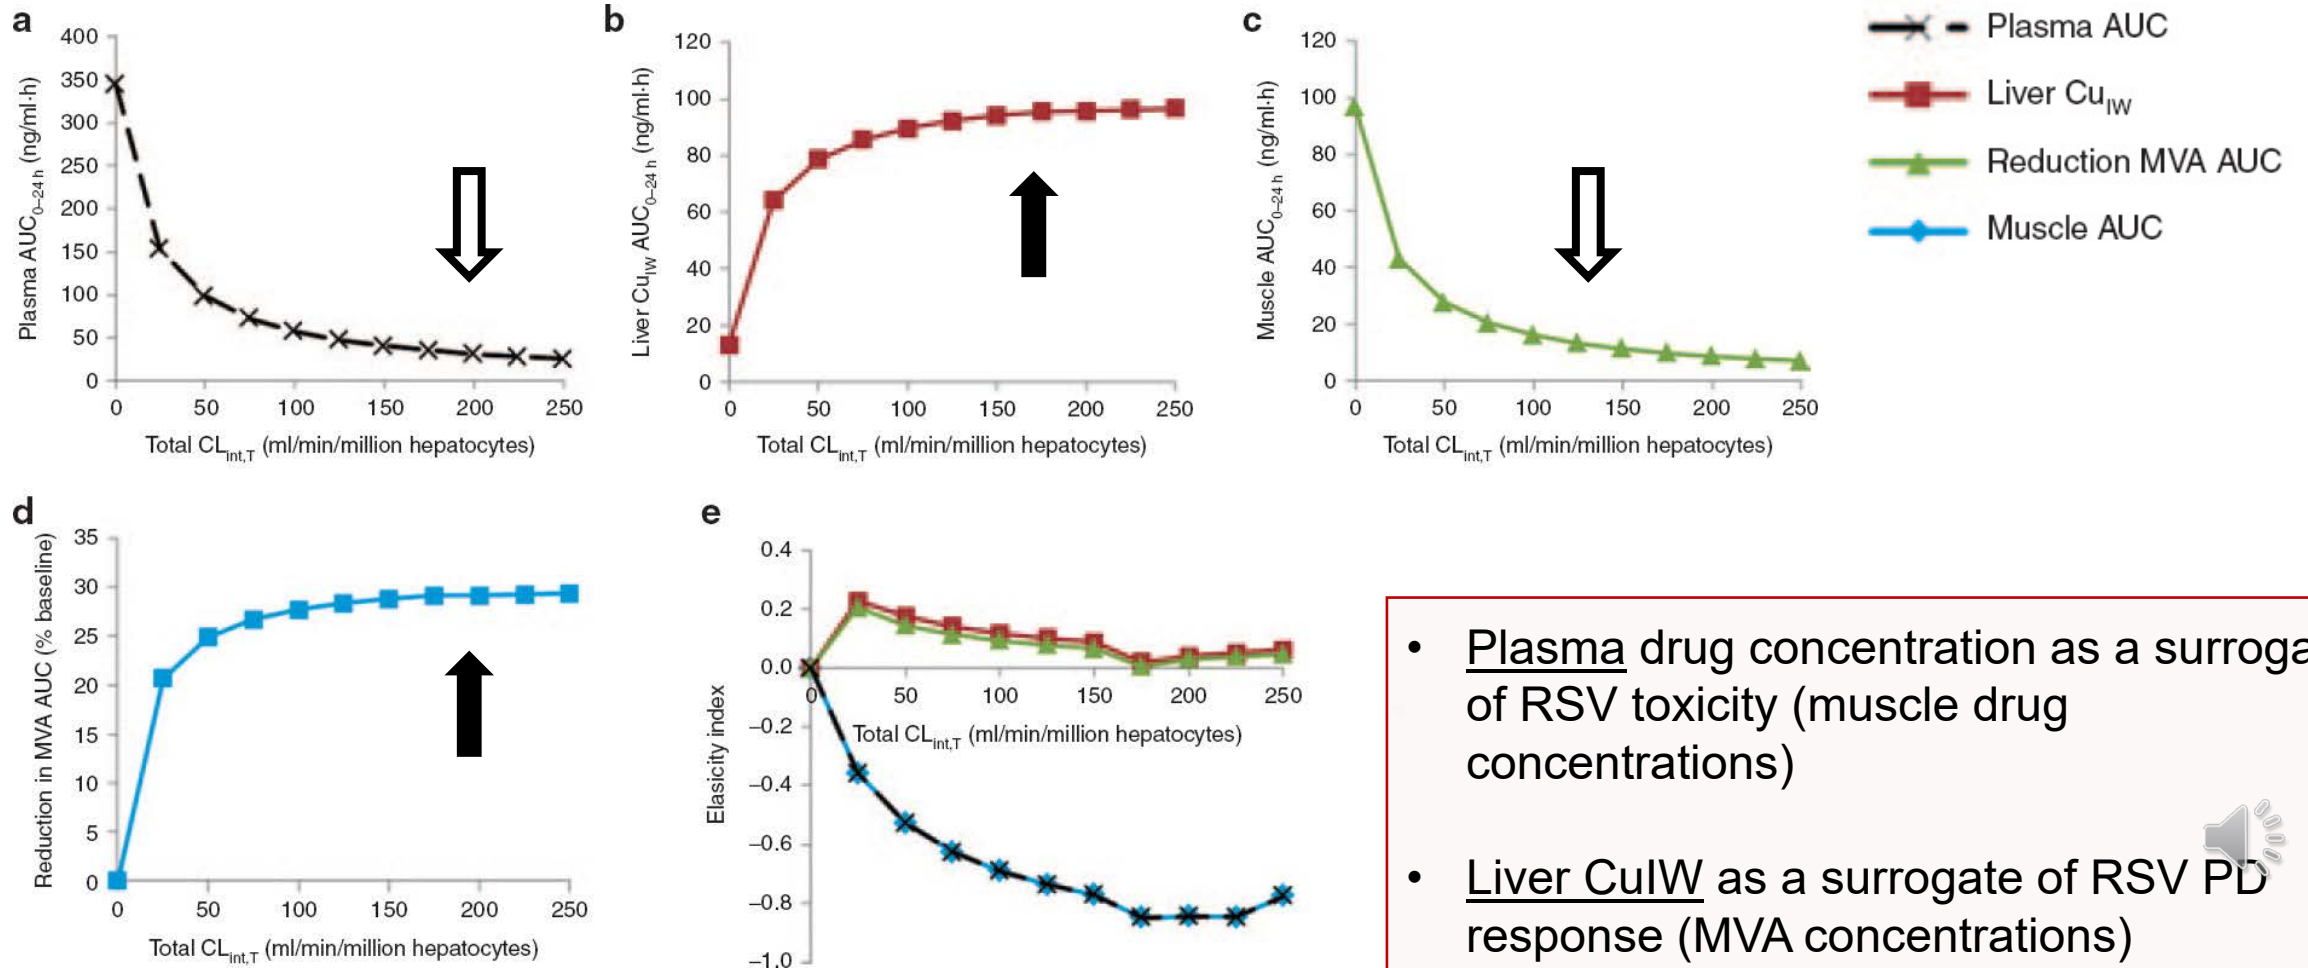 a
400
350
300
250
200
150
100
50
0
Plasma AUC0–24 h (ng/ml·h)
0 50 100 150 200 250
Total CLint,T (ml/min/million hepatocytes)
b
120
100
80
60
40
20
0
Liver CuIW AUC0–24 h (ng/ml·h)
0 50 100 150 200 250
Total CLint,T (ml/min/million hepatocytes)
c
120
100
80
60
40
20
0
Muscle AUC0–24 h (ng/ml·h)
0 50 100 150 200 250
Total CLint,T (ml/min/million hepatocytes)
Plasma AUC
Liver CuIW
Reduction MVA AUC
Muscle AUC
d
35
30
25
20
15
10
5
0
Reduction in MVA AUC (% baseline)
0 50 100 150 200 250
Total CLint,T (ml/min/million hepatocytes)
e
0.4
0.2
0.0
–0.2
–0.4
–0.6
–0.8
–1.0
Elasicity index
0 50 100 150 200 250
Total CLint,T (ml/min/million hepatocytes)
• Plasma drug concentration as a surroga
of RSV toxicity (muscle drug
concentrations)
• Liver CuIW as a surrogate of RSV PD
response (MVA concentrations)